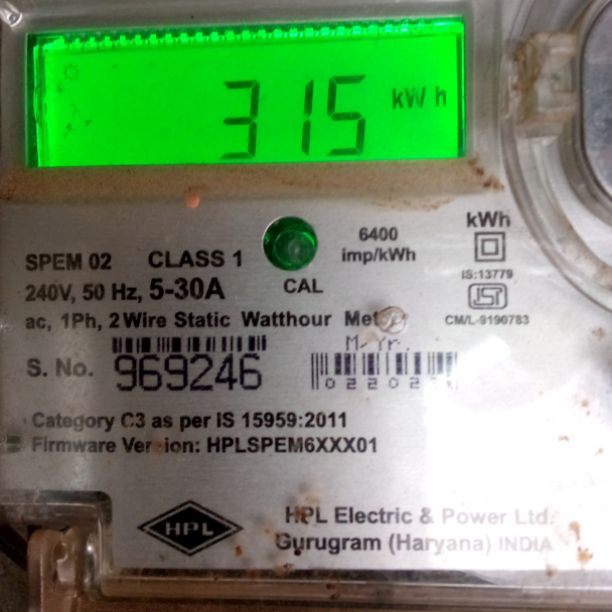 315 kWh
kWh
6400
imp/kWh
SPEM 02 CLASS 1
IS:13779
240V, 50 Hz, 5-30A CAL
ac, 1Ph, 2 Wire Static Watthour
CM/L-9190783
M/Yr.
S. No. 969246
Category C3 as per IS 15959:2011
Firmware Version: HPLSPEM6XXX01
HPL
HPL Electric & Power Ltd.
Gurugram (Haryana) INDIA